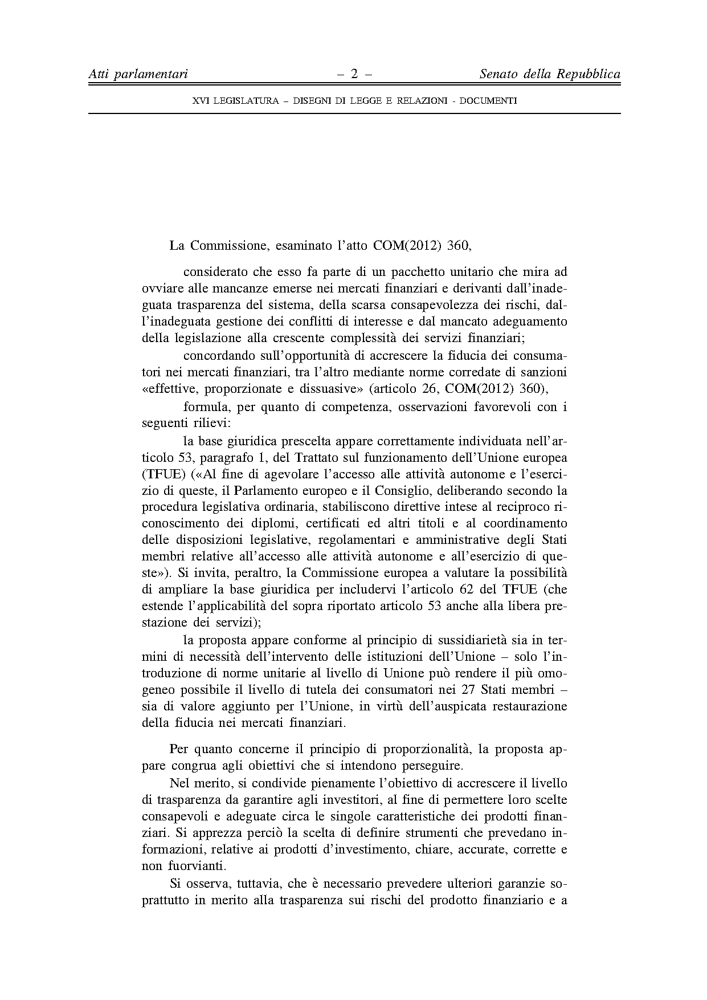 Atti parlamentari – 2 – Senato della Repubblica
XVI LEGISLATURA – DISEGNI DI LEGGE E RELAZIONI - DOCUMENTI
La Commissione, esaminato l’atto COM(2012) 360,
considerato che esso fa parte di un pacchetto unitario che mira ad
ovviare alle mancanze emerse nei mercati finanziari e derivanti dall’inade-
guata trasparenza del sistema, della scarsa consapevolezza dei rischi, dal-
l’inadeguata gestione dei conflitti di interesse e dal mancato adeguamento
della legislazione alla crescente complessità dei servizi finanziari;
concordando sull’opportunità di accrescere la fiducia dei consuma-
tori nei mercati finanziari, tra l’altro mediante norme corredate di sanzioni
«effettive, proporzionate e dissuasive» (articolo 26, COM(2012) 360),
formula, per quanto di competenza, osservazioni favorevoli con i
seguenti rilievi:
la base giuridica prescelta appare correttamente individuata nell’ar-
ticolo 53, paragrafo 1, del Trattato sul funzionamento dell’Unione europea
(TFUE) («Al fine di agevolare l’accesso alle attività autonome e l’eserci-
zio di queste, il Parlamento europeo e il Consiglio, deliberando secondo la
procedura legislativa ordinaria, stabiliscono direttive intese al reciproco ri-
conoscimento dei diplomi, certificati ed altri titoli e al coordinamento
delle disposizioni legislative, regolamentari e amministrative degli Stati
membri relative all’accesso alle attività autonome e all’esercizio di que-
ste»). Si invita, peraltro, la Commissione europea a valutare la possibilità
di ampliare la base giuridica per includervi l’articolo 62 del TFUE (che
estende l’applicabilità del sopra riportato articolo 53 anche alla libera pre-
stazione dei servizi);
la proposta appare conforme al principio di sussidiarietà sia in ter-
mini di necessità dell’intervento delle istituzioni dell’Unione – solo l’in-
troduzione di norme unitarie al livello di Unione può rendere il più omo-
geneo possibile il livello di tutela dei consumatori nei 27 Stati membri –
sia di valore aggiunto per l’Unione, in virtù dell’auspicata restaurazione
della fiducia nei mercati finanziari.
Per quanto concerne il principio di proporzionalità, la proposta ap-
pare congrua agli obiettivi che si intendono perseguire.
Nel merito, si condivide pienamente l’obiettivo di accrescere il livello
di trasparenza da garantire agli investitori, al fine di permettere loro scelte
consapevoli e adeguate circa le singole caratteristiche dei prodotti finan-
ziari. Si apprezza perciò la scelta di definire strumenti che prevedano in-
formazioni, relative ai prodotti d’investimento, chiare, accurate, corrette e
non fuorvianti.
Si osserva, tuttavia, che è necessario prevedere ulteriori garanzie so-
prattutto in merito alla trasparenza sui rischi del prodotto finanziario e a